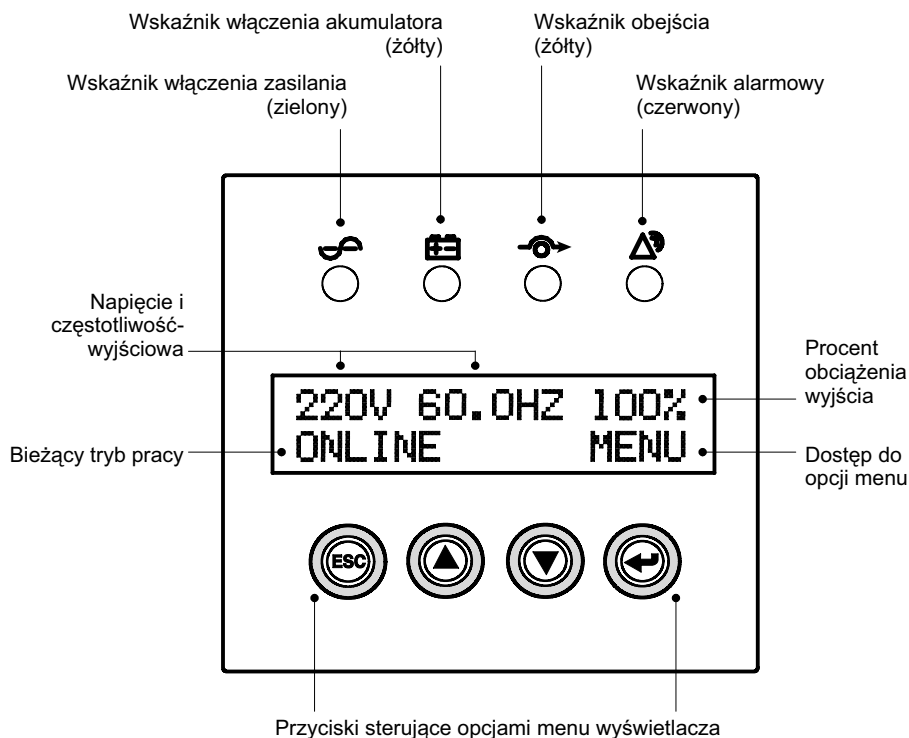 Wskaźnik włączenia akumulatora
(żółty)
Wskaźnik obejścia
(żółty)
Wskaźnik włączenia zasilania
(zielony)
Wskaźnik alarmowy
(czerwony)
Napięcie i
częstotliwość-
wyjściowa
Procent
obciążenia
wyjścia
220V 60.0HZ 100%
Bieżący tryb pracy
ONLINE MENU
Dostęp do
opcji menu
ESC
Przyciski sterujące opcjami menu wyświetlacza